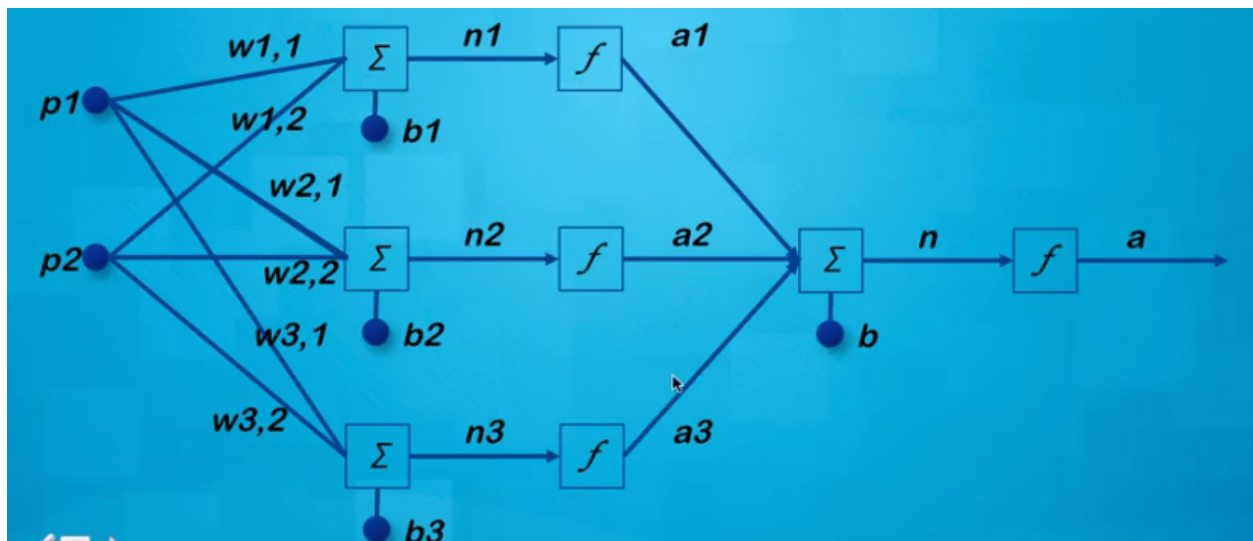 w1,1
Σ
n1
f
a1
p1
w1,2
b1
w2,1
p2
w2,2
Σ
n2
f
a2
Σ
n
f
a
w3,1
b2
b
w3,2
Σ
n3
f
a3
b3